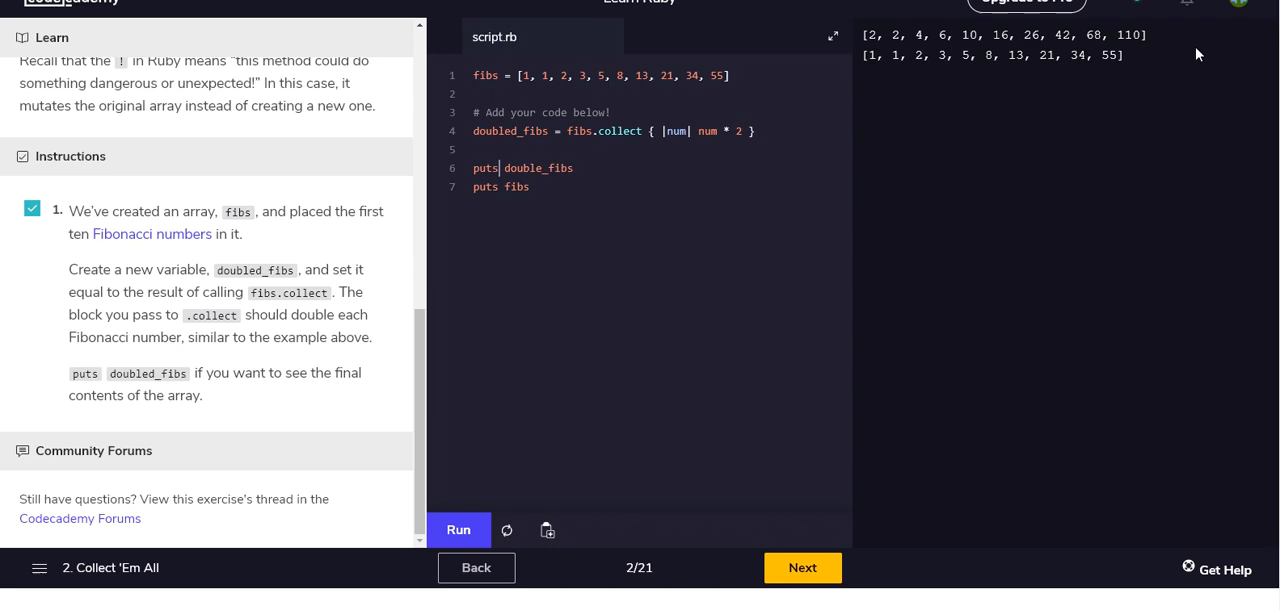 Learn Ruby
Learn
Recall that the ! in Ruby means “this method could do
something dangerous or unexpected!” In this case, it
mutates the original array instead of creating a new one.
Instructions
1. We’ve created an array, fibs, and placed the first
ten Fibonacci numbers in it.
Create a new variable, doubled_fibs, and set it
equal to the result of calling fibs.collect. The
block you pass to .collect should double each
Fibonacci number, similar to the example above.
puts doubled_fibs if you want to see the final
contents of the array.
Community Forums
Still have questions? View this exercise's thread in the
Codecademy Forums
script.rb
1 fibs = [1, 1, 2, 3, 5, 8, 13, 21, 34, 55]
2
3 # Add your code below!
4 doubled_fibs = fibs.collect { |num| num * 2 }
5
6 puts double_fibs
7 puts fibs
[2, 2, 4, 6, 10, 16, 26, 42, 68, 110]
[1, 1, 2, 3, 5, 8, 13, 21, 34, 55]
Run
2. Collect 'Em All
Back
2/21
Next
Get Help